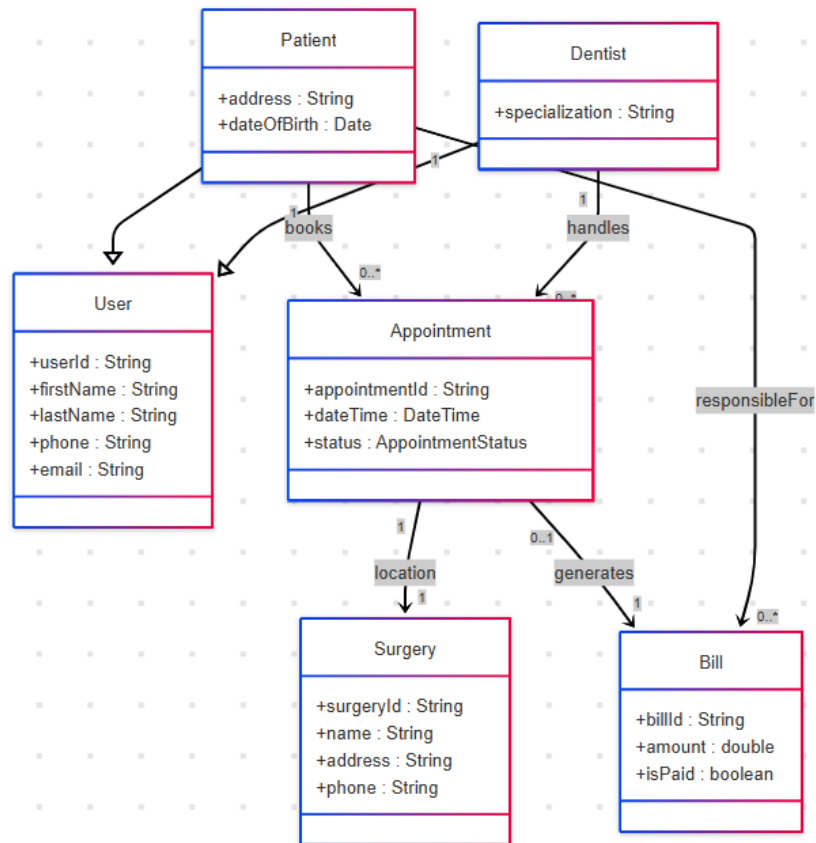 Patient
+address : String
+dateOfBirth : Date
Dentist
+specialization : String
1
1
books
0..*
1
handles
0..*
User
+userId : String
+firstName : String
+lastName : String
+phone : String
+email : String
Appointment
+appointmentId : String
+dateTime : DateTime
+status : AppointmentStatus
responsibleFor
1
location
1
0..1
generates
1
0..*
Surgery
+surgeryId : String
+name : String
+address : String
+phone : String
Bill
+billId : String
+amount : double
+isPaid : boolean